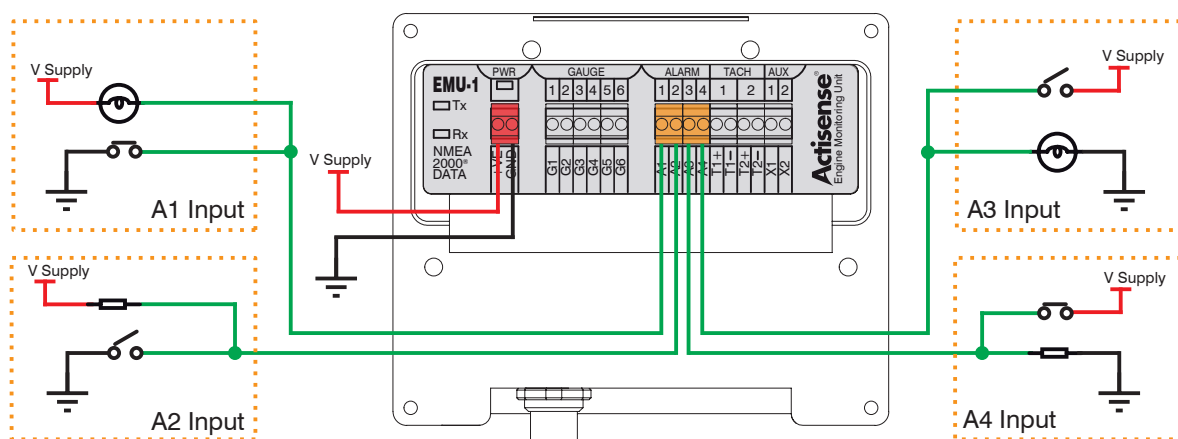 V Supply
A1 Input
V Supply
A2 Input
V Supply
EMU-1
Tx
Rx
NMEA
2000®
DATA
PWR
GAUGE
ALARM
TACH
AUX
1 2 3 4 5 6
1 2 3 4
1 2
1 2
+VE
GND
G1 G2 G3 G4 G5 G6
A1 A2 A3 A4
T1+ T1− T2+ T2−
X1 X2
Actisense
Engine Monitoring Unit
V Supply
A3 Input
V Supply
A4 Input